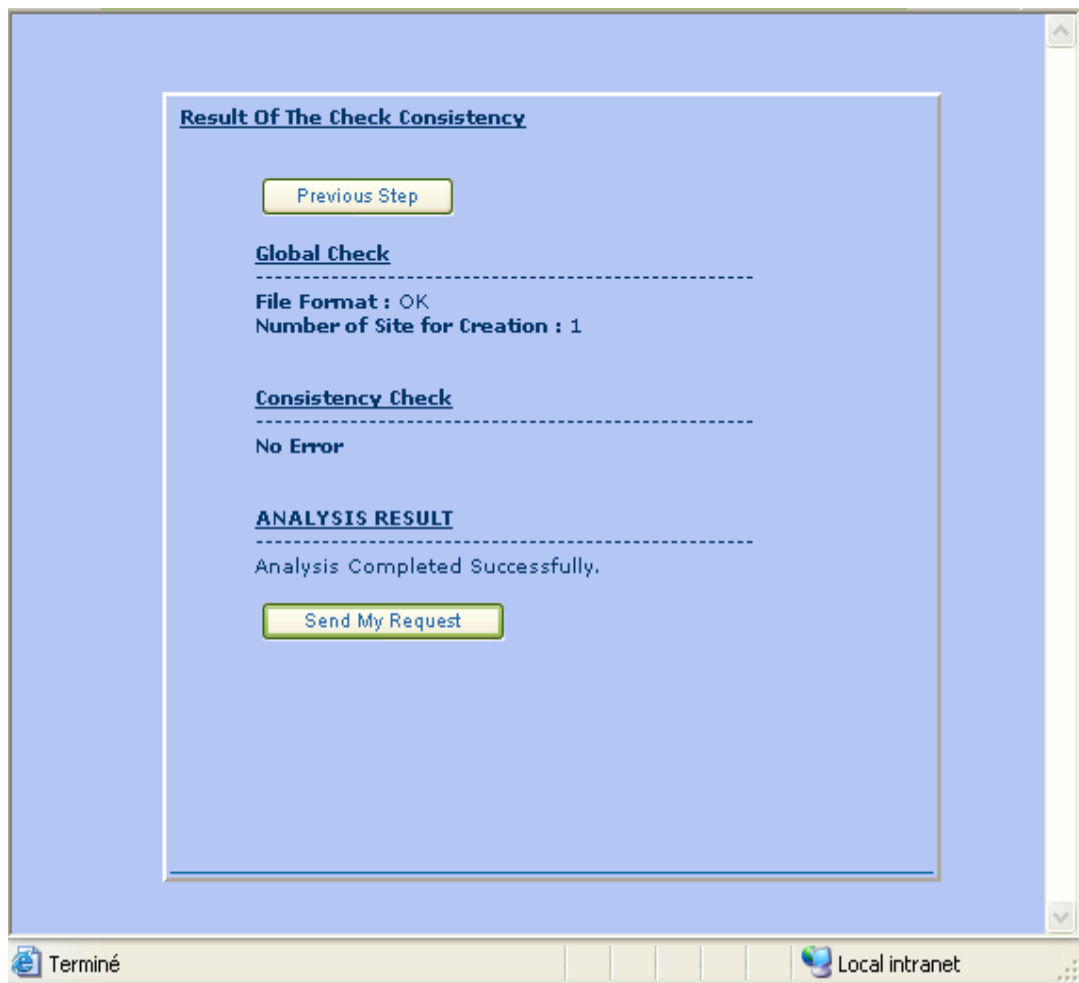 Result Of The Check Consistency
Previous Step
Global Check
--------------------------------------------------
File Format : OK
Number of Site for Creation : 1
Consistency Check
--------------------------------------------------
No Error
ANALYSIS RESULT
--------------------------------------------------
Analysis Completed Successfully.
Send My Request
Terminé
Local intranet